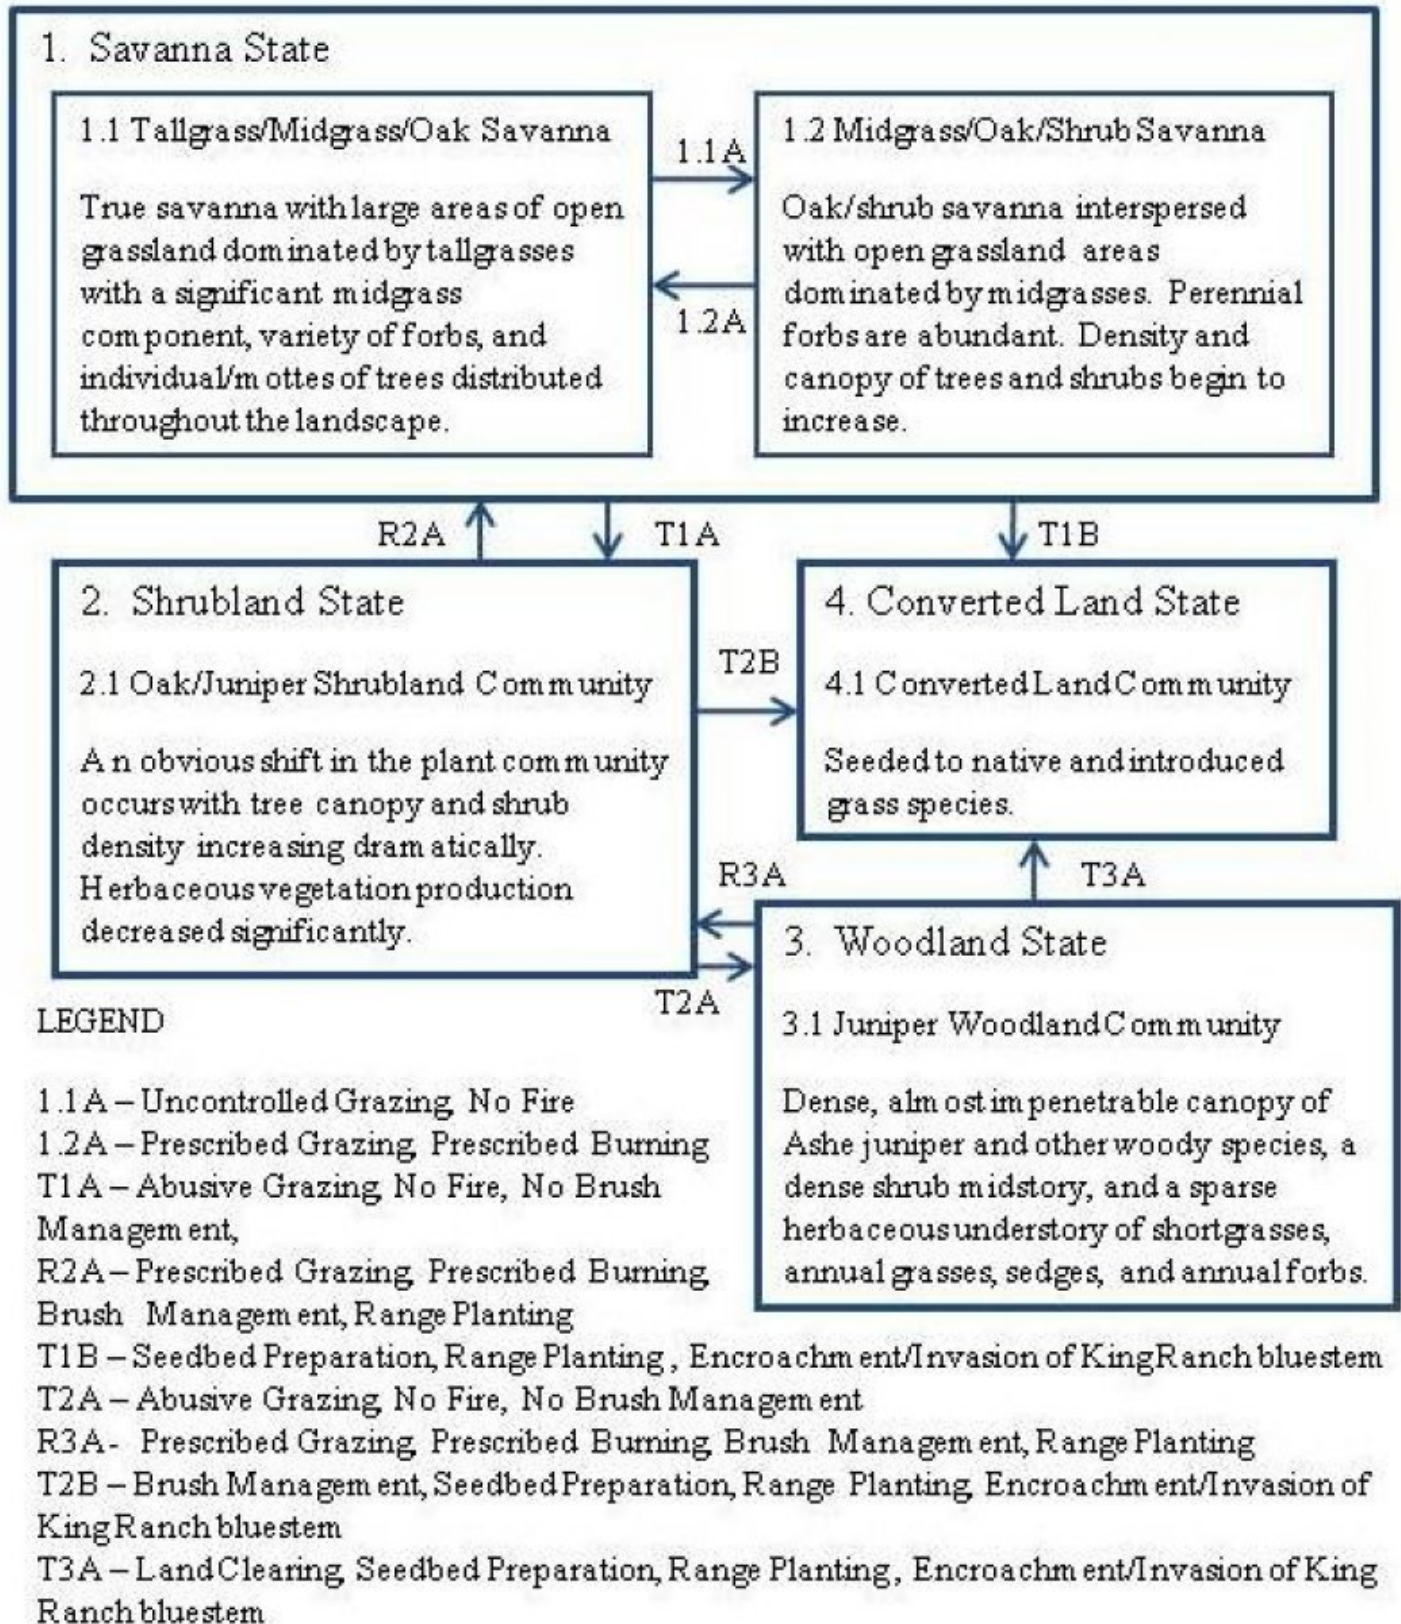 1. Savanna State
1.1 Tallgrass/Midgrass/Oak Savanna
True savanna with large areas of open
grassland dominated by tallgrasses
with a significant midgrass
component, variety of forbs, and
individual/mottes of trees distributed
throughout the landscape.
1.1A
1.2A
1.2 Midgrass/Oak/Shrub Savanna
Oak/shrub savanna interspersed
with open grassland areas
dominated by midgrasses. Perennial
forbs are abundant. Density and
canopy of trees and shrubs begin to
increase.
R2A
T1A
T1B
2. Shrubland State
2.1 Oak/Juniper Shrubland Community
An obvious shift in the plant community
occurs with tree canopy and shrub
density increasing dramatically.
Herbaceous vegetation production
decreased significantly.
T2B
4. Converted Land State
4.1 Converted Land Community
Seeded to native and introduced
grass species.
R3A
T3A
T2A
3. Woodland State
3.1 Juniper Woodland Community
Dense, almost impenetrable canopy of
Ashe juniper and other woody species, a
dense shrub midstory, and a sparse
herbaceous understory of shortgrasses,
annual grasses, sedges, and annual forbs.
LEGEND
1.1A – Uncontrolled Grazing, No Fire
1.2A – Prescribed Grazing, Prescribed Burning
T1A – Abusive Grazing, No Fire, No Brush
Management,
R2A – Prescribed Grazing, Prescribed Burning,
Brush Management, Range Planting
T1B – Seedbed Preparation, Range Planting , Encroachment/Invasion of King Ranch bluestem
T2A – Abusive Grazing, No Fire, No Brush Management
R3A- Prescribed Grazing, Prescribed Burning, Brush Management, Range Planting
T2B – Brush Management, Seedbed Preparation, Range Planting, Encroachment/Invasion of
King Ranch bluestem
T3A – Land Clearing, Seedbed Preparation, Range Planting , Encroachment/Invasion of King
Ranch bluestem